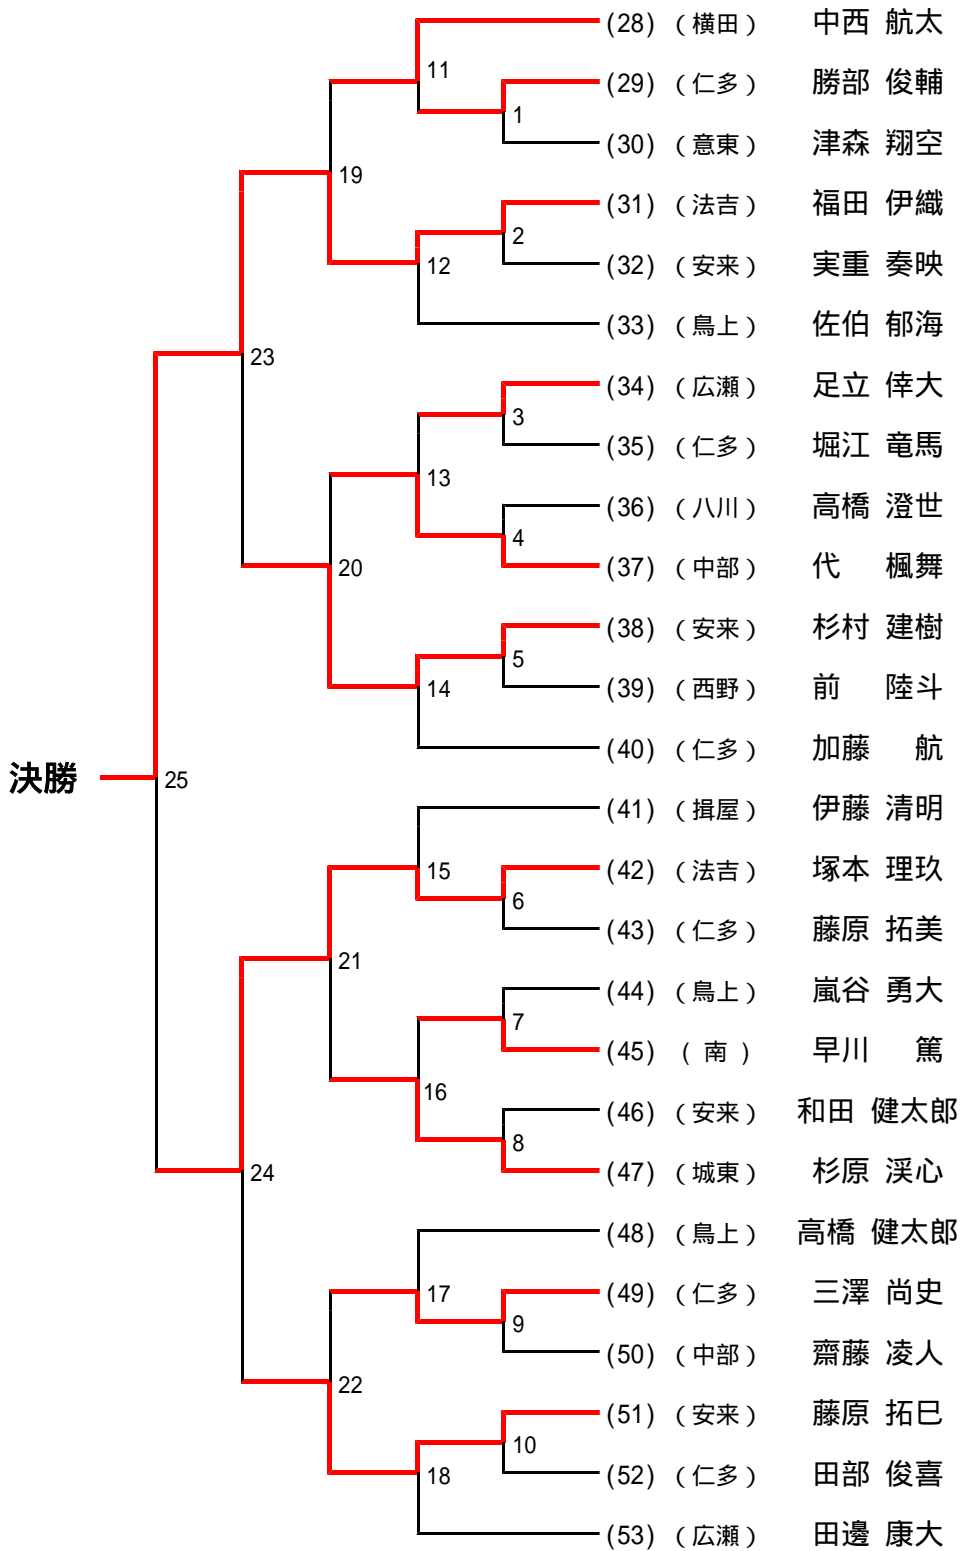 (28) （横田） 中西 航太
11
(29) （仁多） 勝部 俊輔
1
(30) （意東） 津森 翔空
19
(31) （法吉） 福田 伊織
2
(32) （安来） 実重 奏映
12
(33) （鳥上） 佐伯 郁海
23
(34) （広瀬） 足立 倖大
3
(35) （仁多） 堀江 竜馬
13
(36) （八川） 高橋 澄世
4
(37) （中部） 代 楓舞
20
(38) （安来） 杉村 建樹
5
(39) （西野） 前 陸斗
14
(40) （仁多） 加藤 航
決勝 25
(41) （揖屋） 伊藤 清明
15
(42) （法吉） 塚本 理玖
6
(43) （仁多） 藤原 拓美
21
(44) （鳥上） 嵐谷 勇大
7
(45) （南） 早川 篤
16
(46) （安来） 和田 健太郎
8
(47) （城東） 杉原 渓心
24
(48) （鳥上） 高橋 健太郎
17
(49) （仁多） 三澤 尚史
9
(50) （中部） 齋藤 凌人
22
(51) （安来） 藤原 拓巳
10
(52) （仁多） 田部 俊喜
18
(53) （広瀬） 田邊 康大